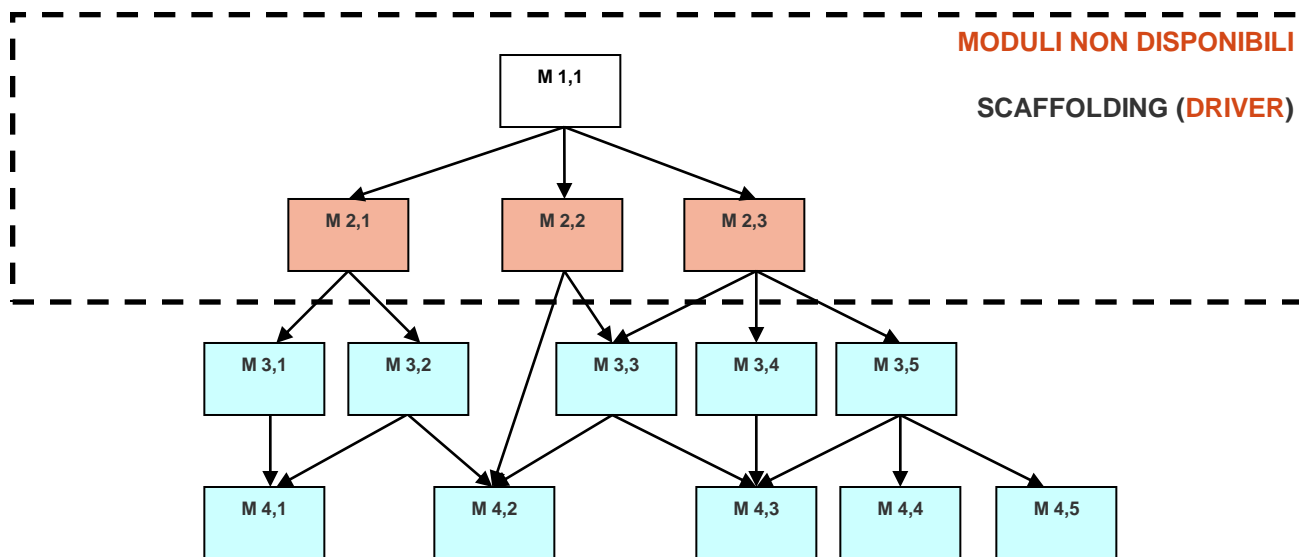 MODULI NON DISPONIBILI
M 1,1
SCAFFOLDING (DRIVER)
M 2,1
M 2,2
M 2,3
M 3,1
M 3,2
M 3,3
M 3,4
M 3,5
M 4,1
M 4,2
M 4,3
M 4,4
M 4,5